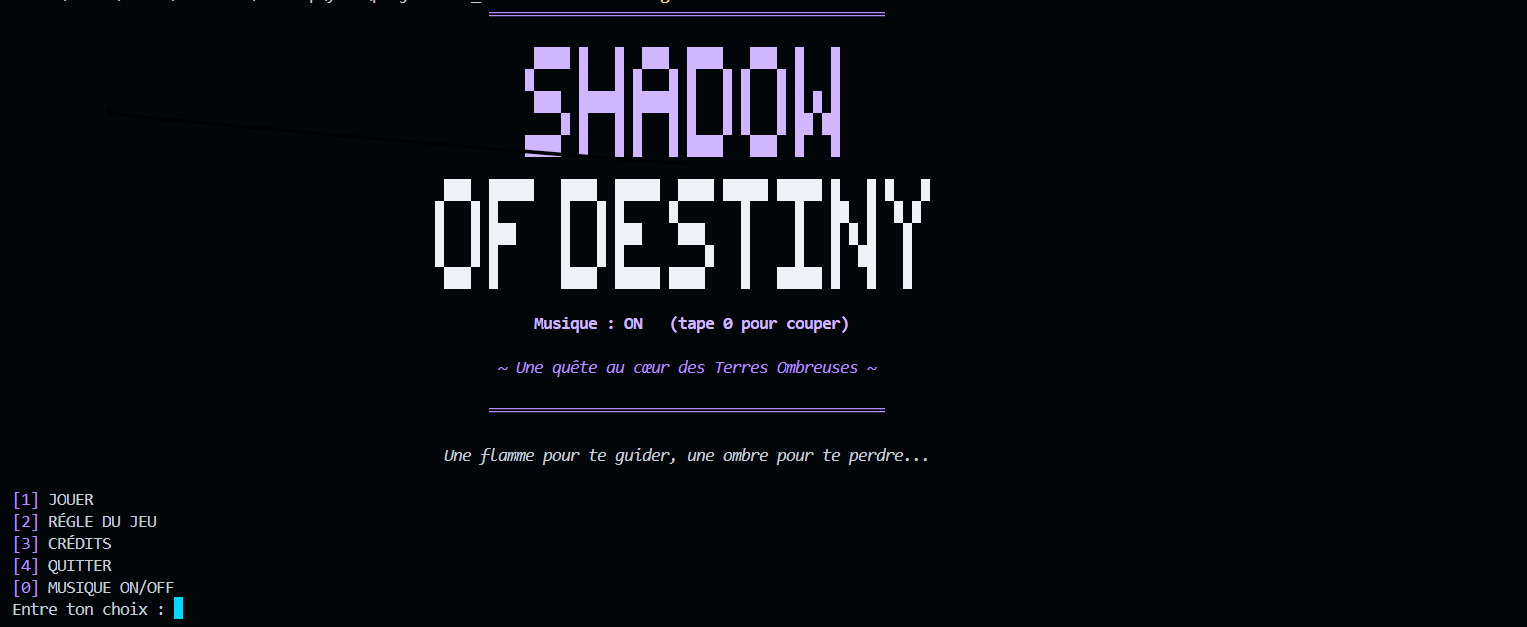 SHADOW
OF DESTINY
Musique : ON (tape 0 pour couper)
~ Une quête au cœur des Terres Ombreuses ~
Une flamme pour te guider, une ombre pour te perdre...
[1] JOUER
[2] RÉGLE DU JEU
[3] CRÉDITS
[4] QUITTER
[0] MUSIQUE ON/OFF
Entre ton choix :